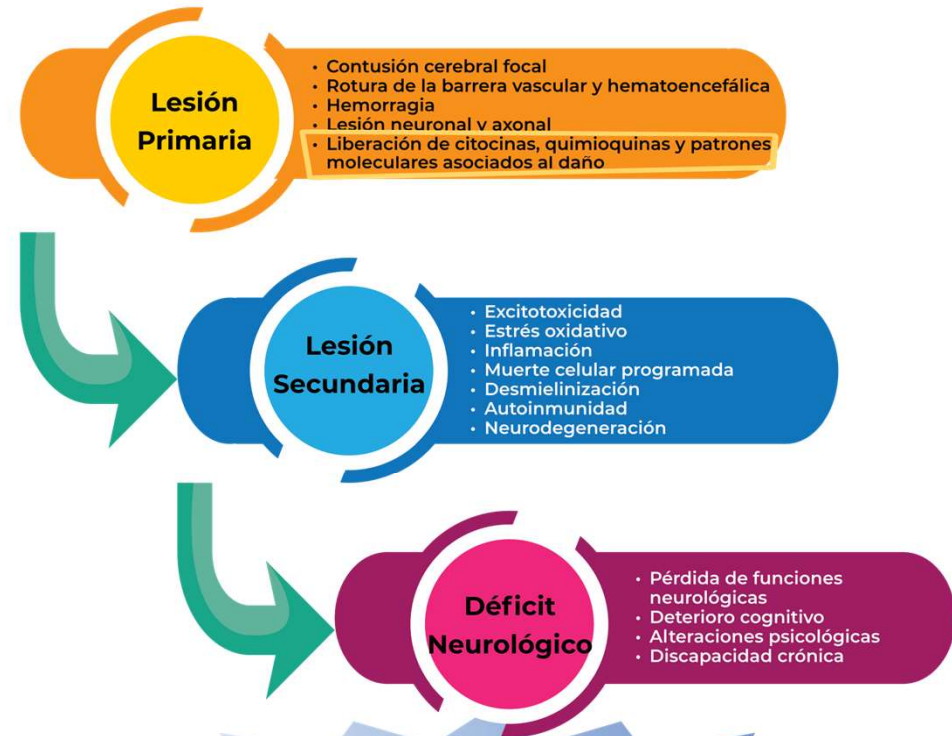 Lesión
Primaria
• Contusión cerebral focal
• Rotura de la barrera vascular y hematoencefálica
• Hemorragia
• Lesión neuronal y axonal
• Liberación de citocinas, quimioquinas y patrones
moleculares asociados al daño
Lesión
Secundaria
• Excitotoxicidad
• Estrés oxidativo
• Inflamación
• Muerte celular programada
• Desmielinización
• Autoinmunidad
• Neurodegeneración
Déficit
Neurológico
• Pérdida de funciones
neurológicas
• Deterioro cognitivo
• Alteraciones psicológicas
• Discapacidad crónica